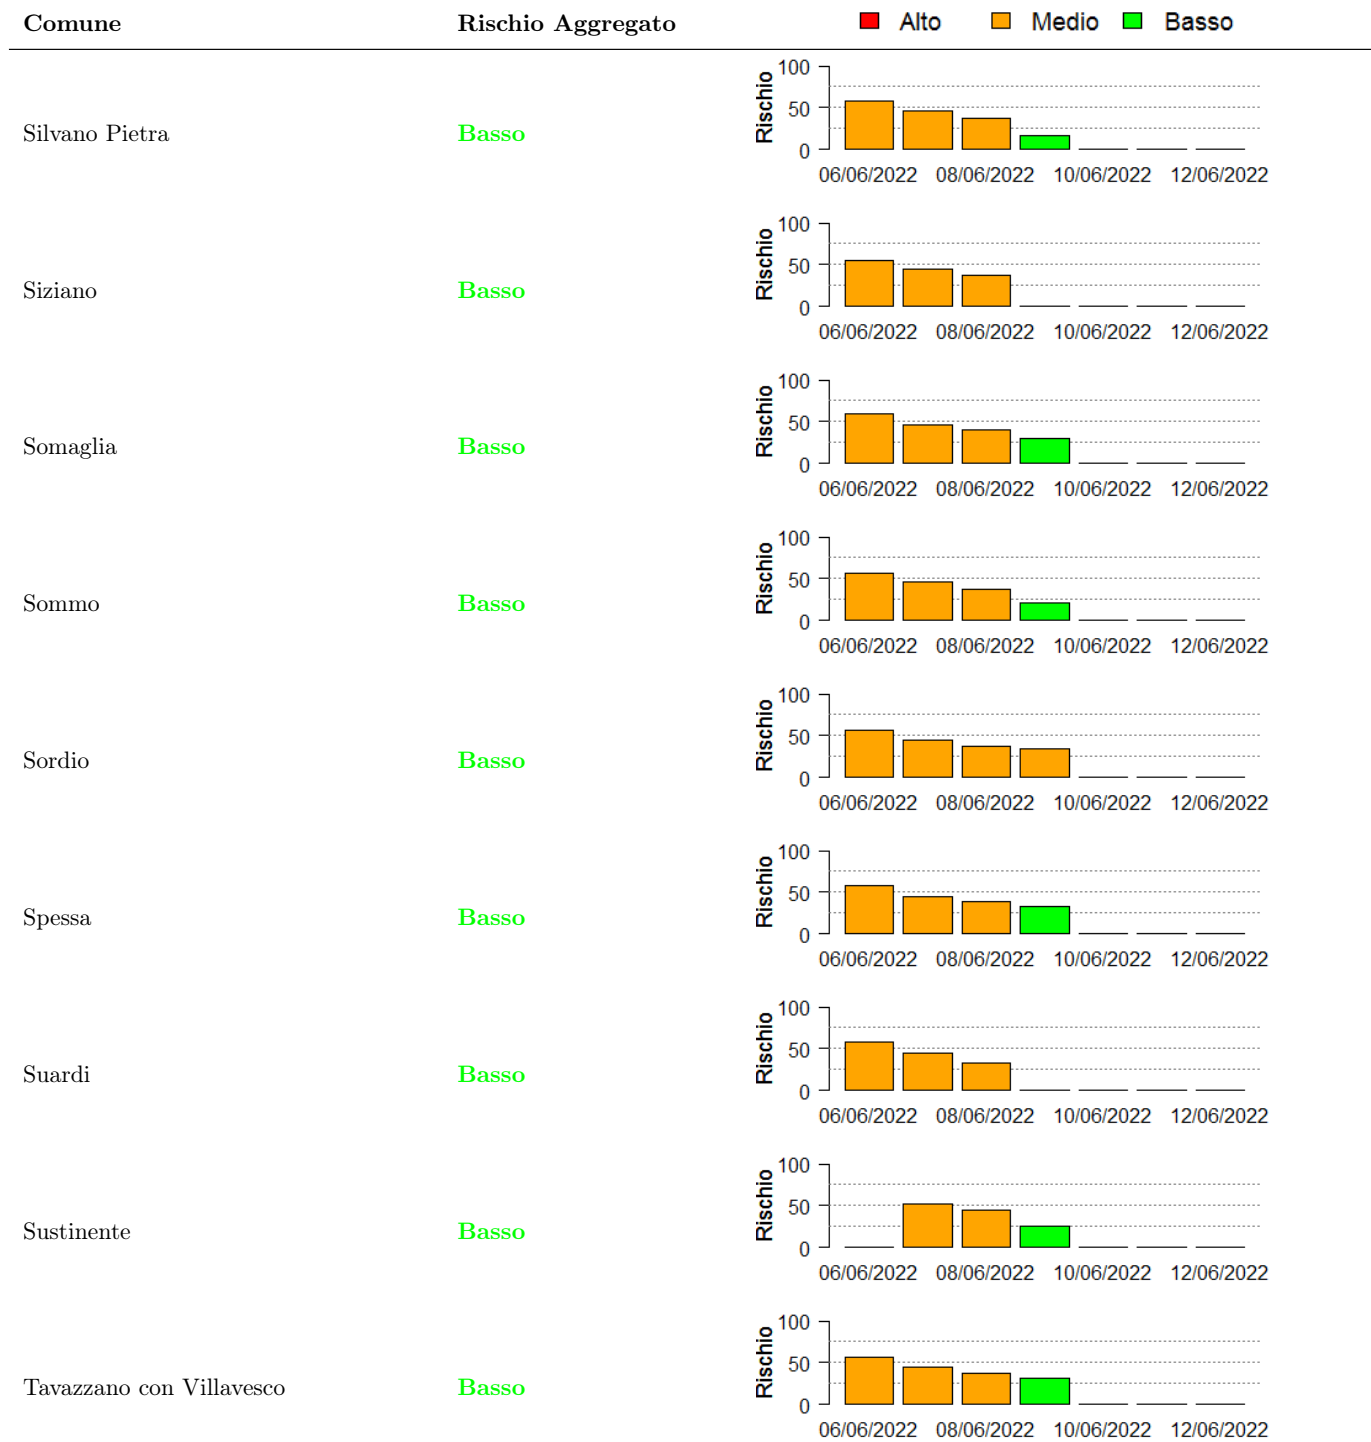 Comune Rischio Aggregato Alto Medio Basso
100
50
0
Rischio
Silvano Pietra Basso
06/06/2022 08/06/2022 10/06/2022 12/06/2022
100
50
0
Rischio
Siziano Basso
06/06/2022 08/06/2022 10/06/2022 12/06/2022
100
50
0
Rischio
Somaglia Basso
06/06/2022 08/06/2022 10/06/2022 12/06/2022
100
50
0
Rischio
Sommo Basso
06/06/2022 08/06/2022 10/06/2022 12/06/2022
100
50
0
Rischio
Sordio Basso
06/06/2022 08/06/2022 10/06/2022 12/06/2022
100
50
0
Rischio
Spessa Basso
06/06/2022 08/06/2022 10/06/2022 12/06/2022
100
50
0
Rischio
Suardi Basso
06/06/2022 08/06/2022 10/06/2022 12/06/2022
100
50
0
Rischio
Sustinente Basso
06/06/2022 08/06/2022 10/06/2022 12/06/2022
100
50
0
Rischio
Tavazzano con Villavesco Basso
06/06/2022 08/06/2022 10/06/2022 12/06/2022